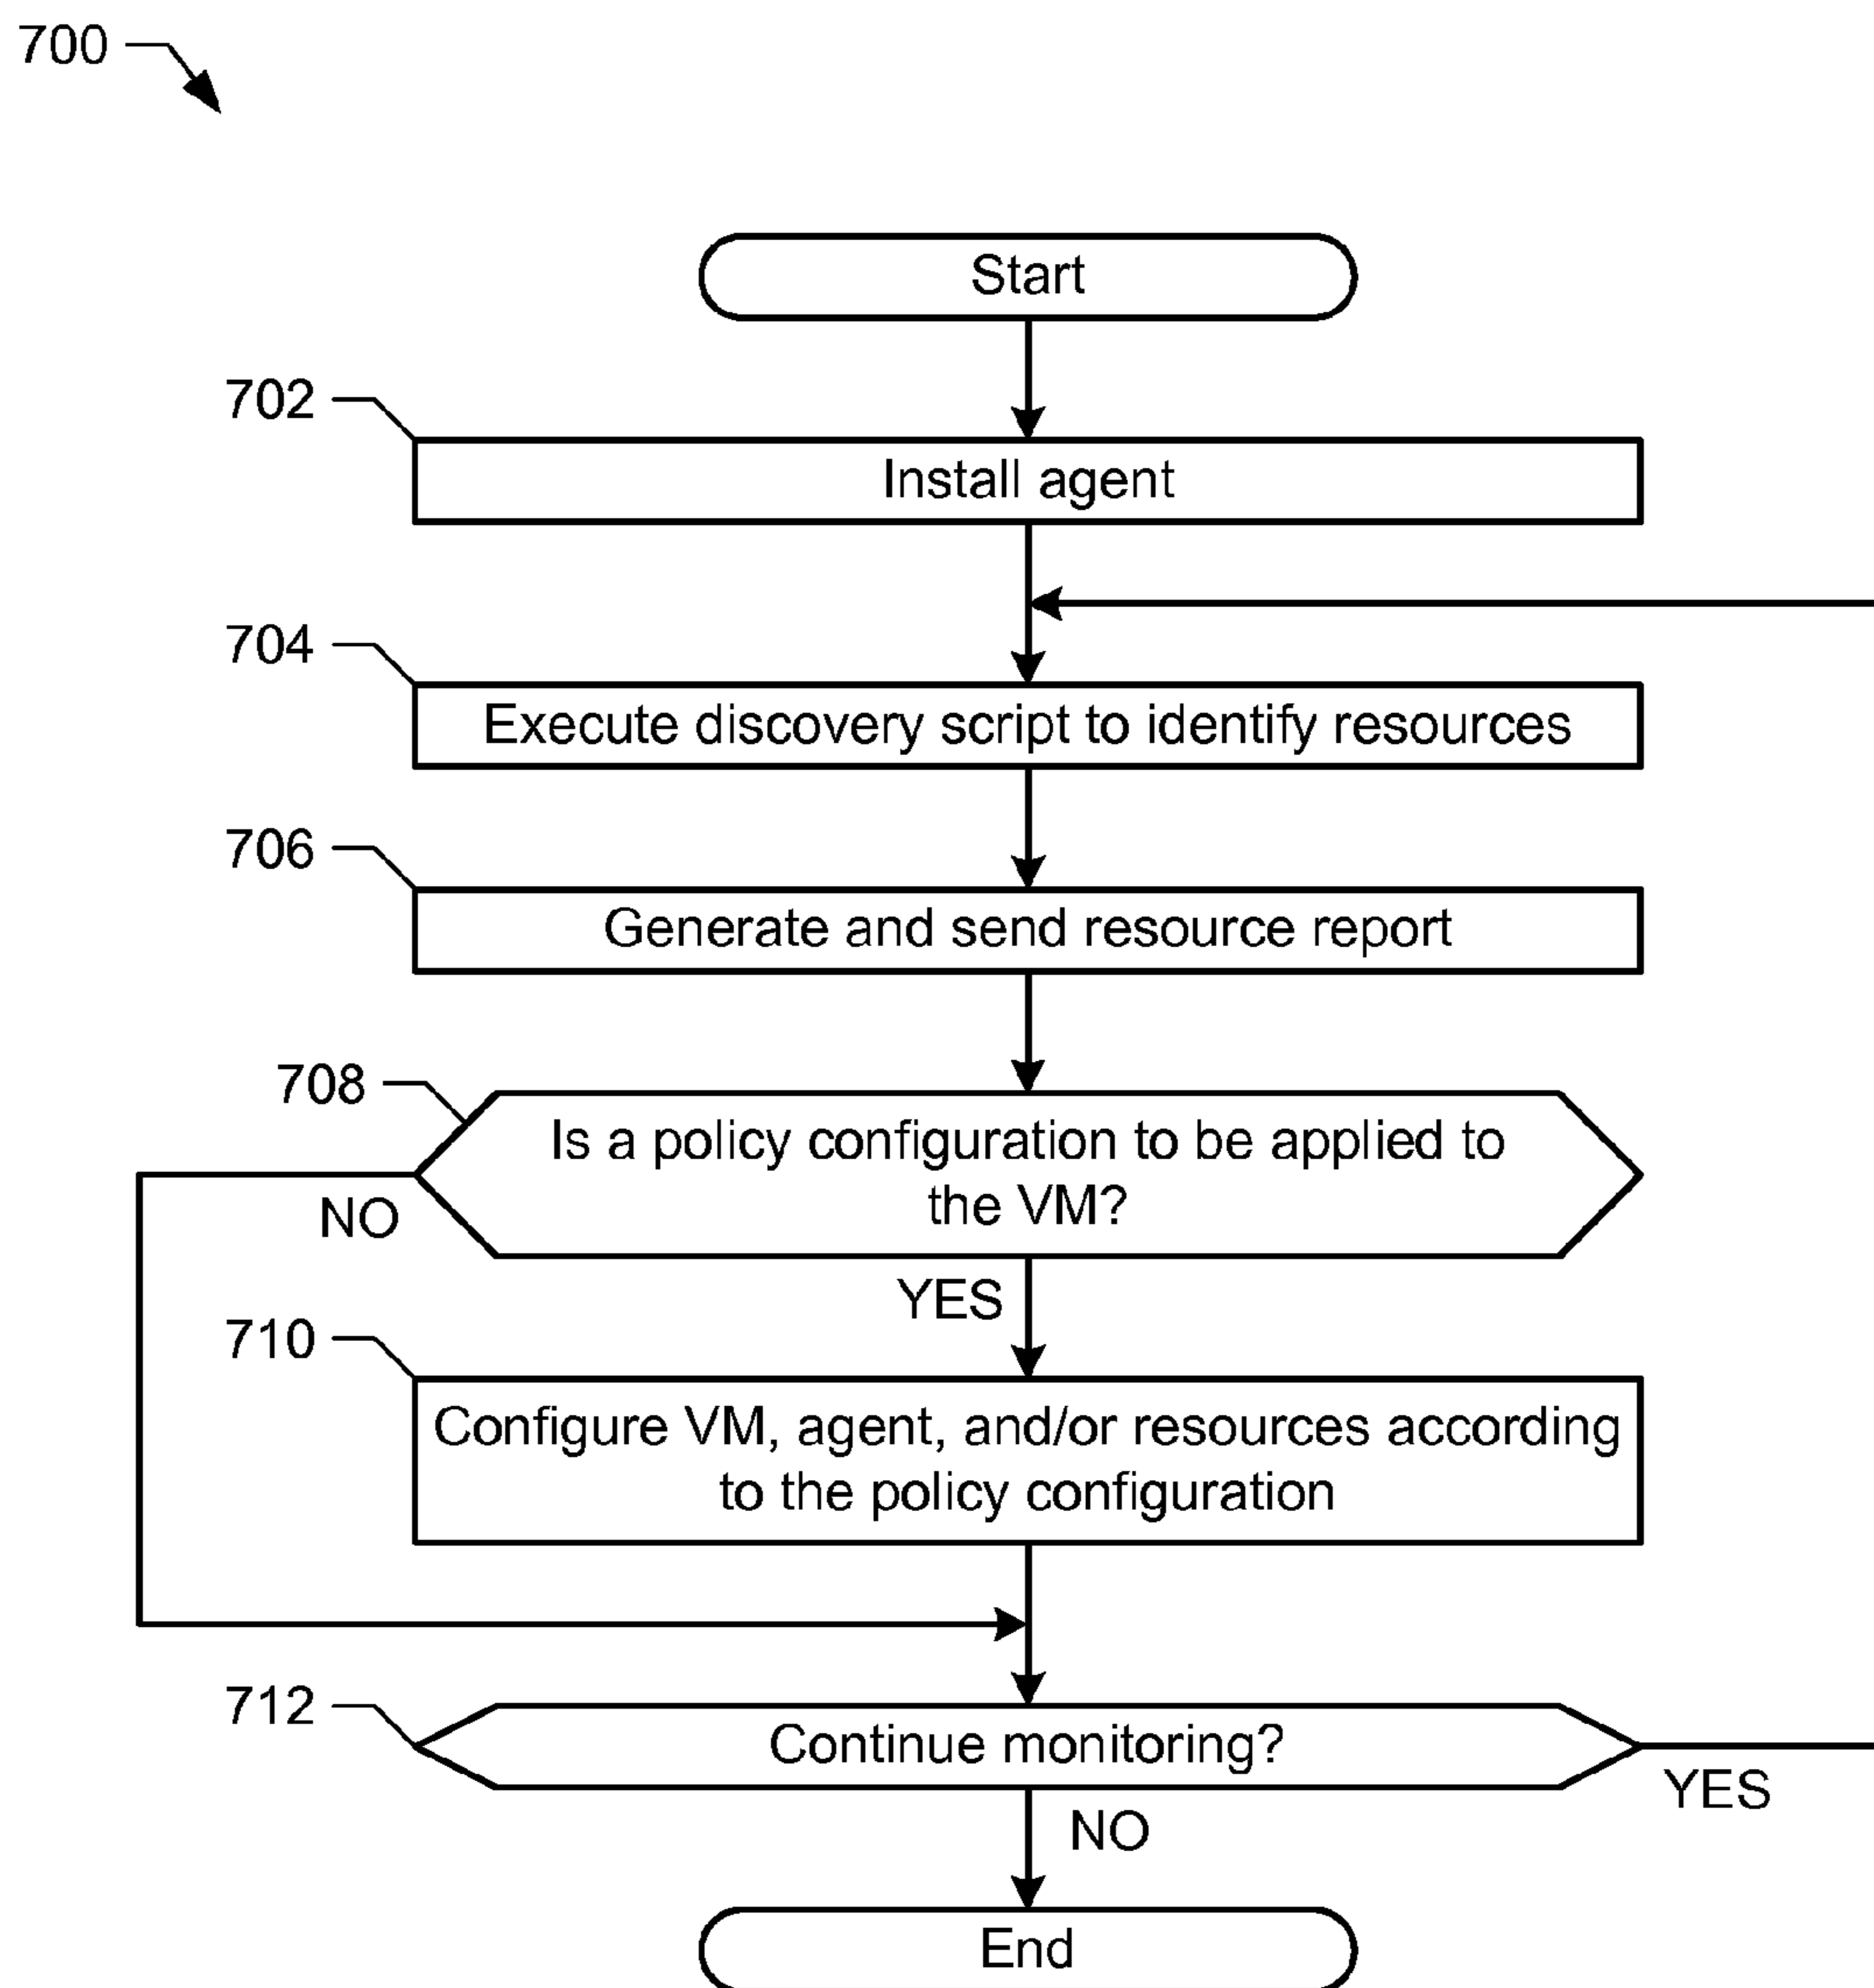 700
Start
702
Install agent
704
Execute discovery script to identify resources
706
Generate and send resource report
708
Is a policy configuration to be applied to
the VM?
NO
YES
710
Configure VM, agent, and/or resources according
to the policy configuration
712
Continue monitoring?
YES
NO
End